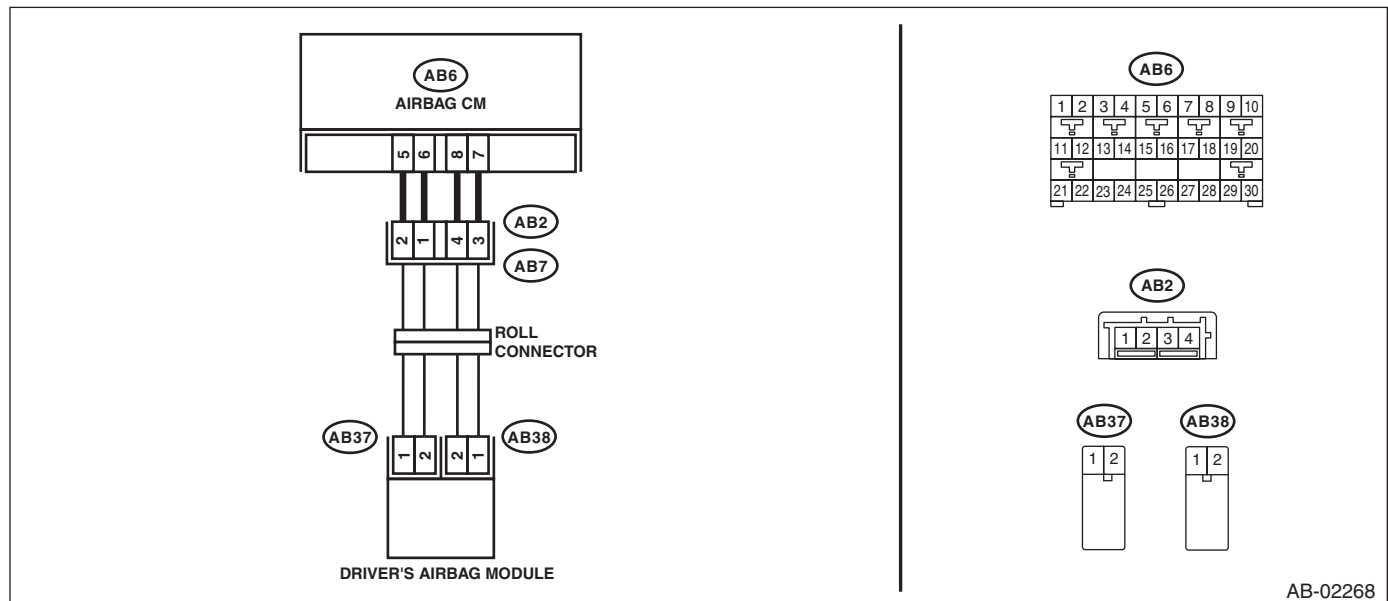 AB6
AIRBAG CM
5 6 8 7
2 1 4 3
AB2
AB7
ROLL
CONNECTOR
AB37
1 2 2 1
AB38
DRIVER'S AIRBAG MODULE
AB6
1 2 3 4 5 6 7 8 9 10
11 12 13 14 15 16 17 18 19 20
21 22 23 24 25 26 27 28 29 30
AB2
1 2 3 4
AB37
1 2
AB38
1 2
AB-02268